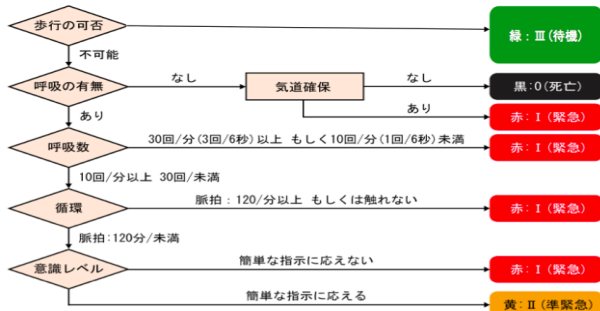 歩行の可否
緑：Ⅲ(待機)
不可能
呼吸の有無
なし
気道確保
なし
黒:0(死亡)
あり
あり
赤：Ⅰ(緊急)
呼吸数
30回/分(3回/6秒)以上 もしく10回/分(1回/6秒)未満
赤：Ⅰ(緊急)
10回/分以上 30回/未満
循環
脈拍：120/分以上 もしくは触れない
赤：Ⅰ(緊急)
脈拍:120分/未満
意識レベル
簡単な指示に応えない
赤：Ⅰ(緊急)
簡単な指示に応える
黄：Ⅱ(準緊急)